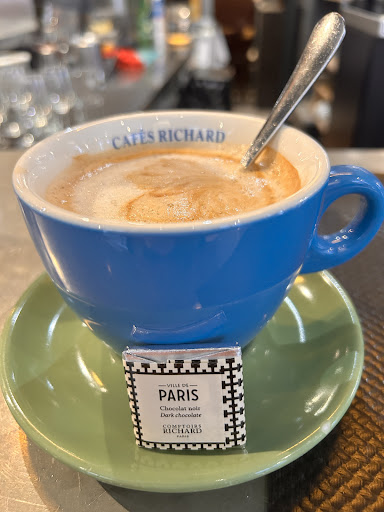 CAFÉS RICHARD
VILLE DE
PARIS
Chocolat noir
Dark chocolate
COMPTOIRS
RICHARD
PARIS